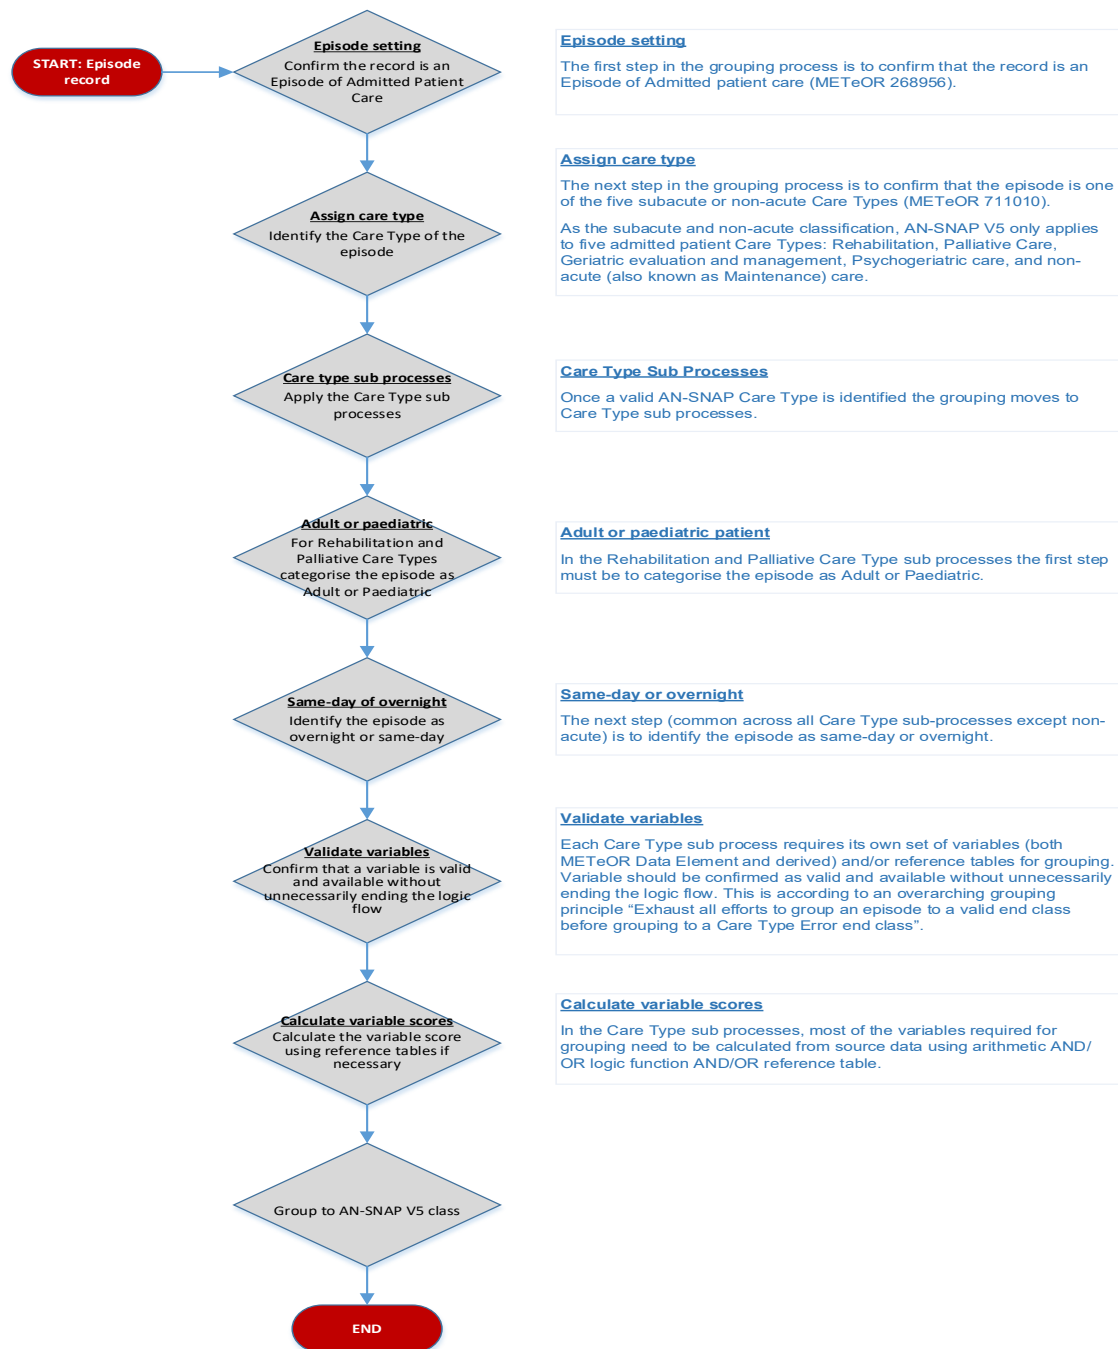 START: Episode
record
Episode setting
Confirm the record is an
Episode of Admitted Patient
Care
Episode setting
The first step in the grouping process is to confirm that the record is an
Episode of Admitted patient care (METeOR 268956).
Assign care type
Identify the Care Type of the
episode
Assign care type
The next step in the grouping process is to confirm that the episode is one
of the five subacute or non-acute Care Types (METeOR 711010).
As the subacute and non-acute classification, AN-SNAP V5 only applies
to five admitted patient Care Types: Rehabilitation, Palliative Care,
Geriatric evaluation and management, Psychogeriatric care, and non-
acute (also known as Maintenance) care.
Care type sub processes
Apply the Care Type sub
processes
Care Type Sub Processes
Once a valid AN-SNAP Care Type is identified the grouping moves to
Care Type sub processes.
Adult or paediatric
For Rehabilitation and
Palliative Care Types
categorise the episode as
Adult or Paediatric
Adult or paediatric patient
In the Rehabilitation and Palliative Care Type sub processes the first step
must be to categorise the episode as Adult or Paediatric.
Same-day of overnight
Identify the episode as
overnight or same-day
Same-day or overnight
The next step (common across all Care Type sub-processes except non-
acute) is to identify the episode as same-day or overnight.
Validate variables
Confirm that a variable is valid
and available without
unnecessarily ending the logic
flow
Validate variables
Each Care Type sub process requires its own set of variables (both
METeOR Data Element and derived) and/or reference tables for grouping.
Variable should be confirmed as valid and available without unnecessarily
ending the logic flow. This is according to an overarching grouping
principle “Exhaust all efforts to group an episode to a valid end class
before grouping to a Care Type Error end class”.
Calculate variable scores
Calculate the variable score
using reference tables if
necessary
Calculate variable scores
In the Care Type sub processes, most of the variables required for
grouping need to be calculated from source data using arithmetic AND/
OR logic function AND/OR reference table.
Group to AN-SNAP V5 class
END